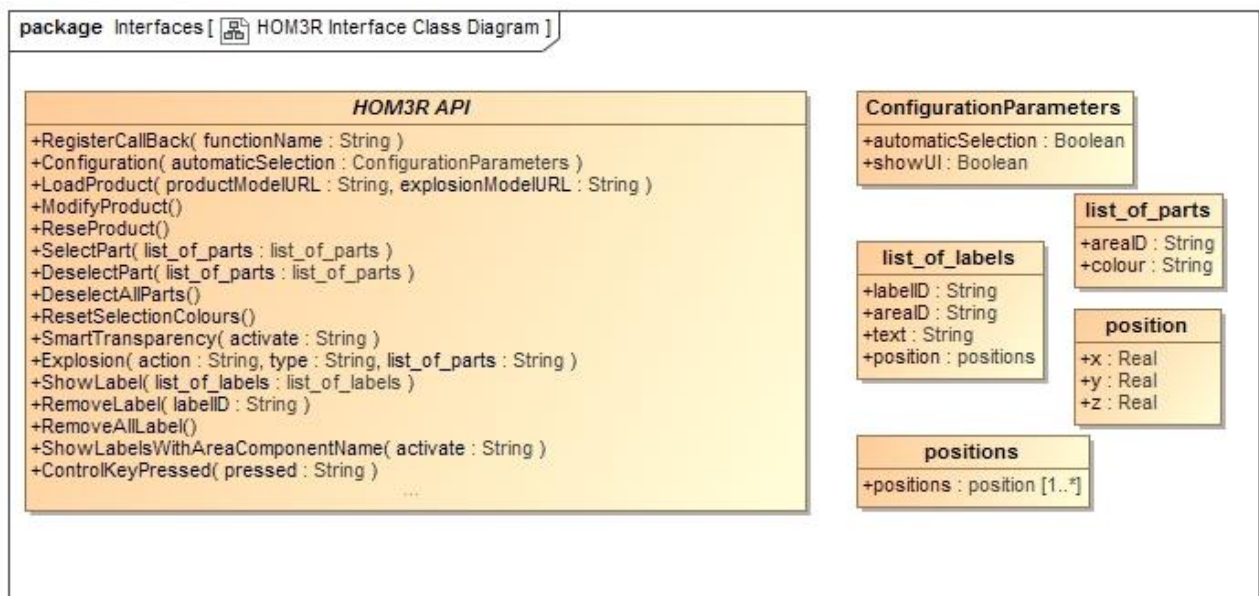 package Interfaces [ HOM3R Interface Class Diagram ]
HOM3R API
+RegisterCallBack( functionName : String )
+Configuration( automaticSelection : ConfigurationParameters )
+LoadProduct( productModelURL : String, explosionModelURL : String )
+ModifyProduct()
+ReseProduct()
+SelectPart( list_of_parts : list_of_parts )
+DeselectPart( list_of_parts : list_of_parts )
+DeselectAllParts()
+ResetSelectionColours()
+SmartTransparency( activate : String )
+Explosion( action : String, type : String, list_of_parts : String )
+ShowLabel( list_of_labels : list_of_labels )
+RemoveLabel( labelID : String )
+RemoveAllLabel()
+ShowLabelsWithAreaComponentName( activate : String )
+ControlKeyPressed( pressed : String )
...
ConfigurationParameters
+automaticSelection : Boolean
+showUI : Boolean
list_of_parts
+areaID : String
+colour : String
list_of_labels
+labelID : String
+areaID : String
+text : String
+position : positions
position
+x : Real
+y : Real
+z : Real
positions
+positions : position [1..*]